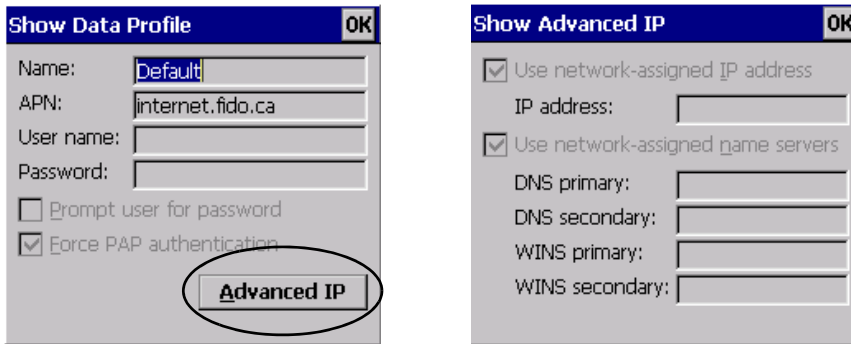 Show Data Profile OK
Name: Default
APN: internet.fido.ca
User name:
Password:
Prompt user for password
Force PAP authentication
Advanced IP
Show Advanced IP OK
Use network-assigned IP address
IP address:
Use network-assigned name servers
DNS primary:
DNS secondary:
WINS primary:
WINS secondary: